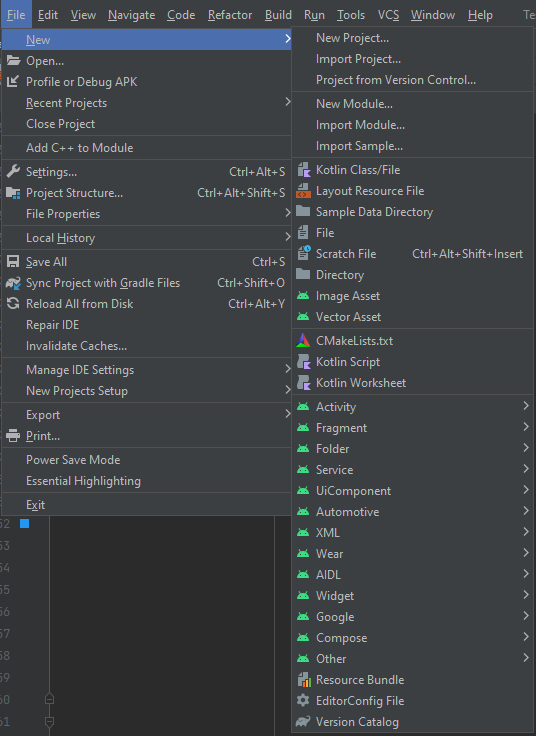 File Edit View Navigate Code Refactor Build Run Tools VCS Window Help Te
New
Open...
Profile or Debug APK
Recent Projects
Close Project
Add C++ to Module
Settings... Ctrl+Alt+S
Project Structure... Ctrl+Alt+Shift+S
File Properties
Local History
Save All Ctrl+S
Sync Project with Gradle Files Ctrl+Shift+O
Reload All from Disk Ctrl+Alt+Y
Repair IDE
Invalidate Caches...
Manage IDE Settings
New Projects Setup
Export
Print...
Power Save Mode
Essential Highlighting
Exit
New Project...
Import Project...
Project from Version Control...
New Module...
Import Module...
Import Sample...
Kotlin Class/File
Layout Resource File
Sample Data Directory
File
Scratch File Ctrl+Alt+Shift+Insert
Directory
Image Asset
Vector Asset
CMakeLists.txt
Kotlin Script
Kotlin Worksheet
Activity
Fragment
Folder
Service
UiComponent
Automotive
XML
Wear
AIDL
Widget
Google
Compose
Other
Resource Bundle
EditorConfig File
Version Catalog
52
53
54
55
56
57
58
59
60
61